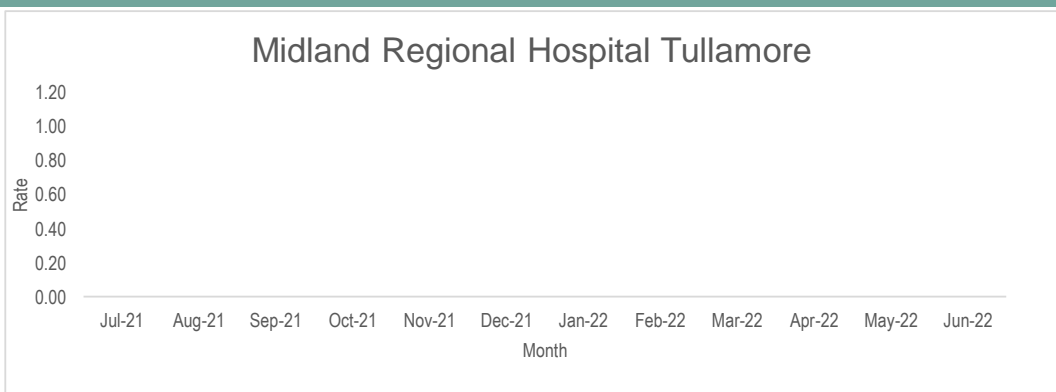 Midland Regional Hospital Tullamore
1.20
1.00
0.80
Rate
0.60
0.40
0.20
0.00
Jul-21 Aug-21 Sep-21 Oct-21 Nov-21 Dec-21 Jan-22 Feb-22 Mar-22 Apr-22 May-22 Jun-22
Month